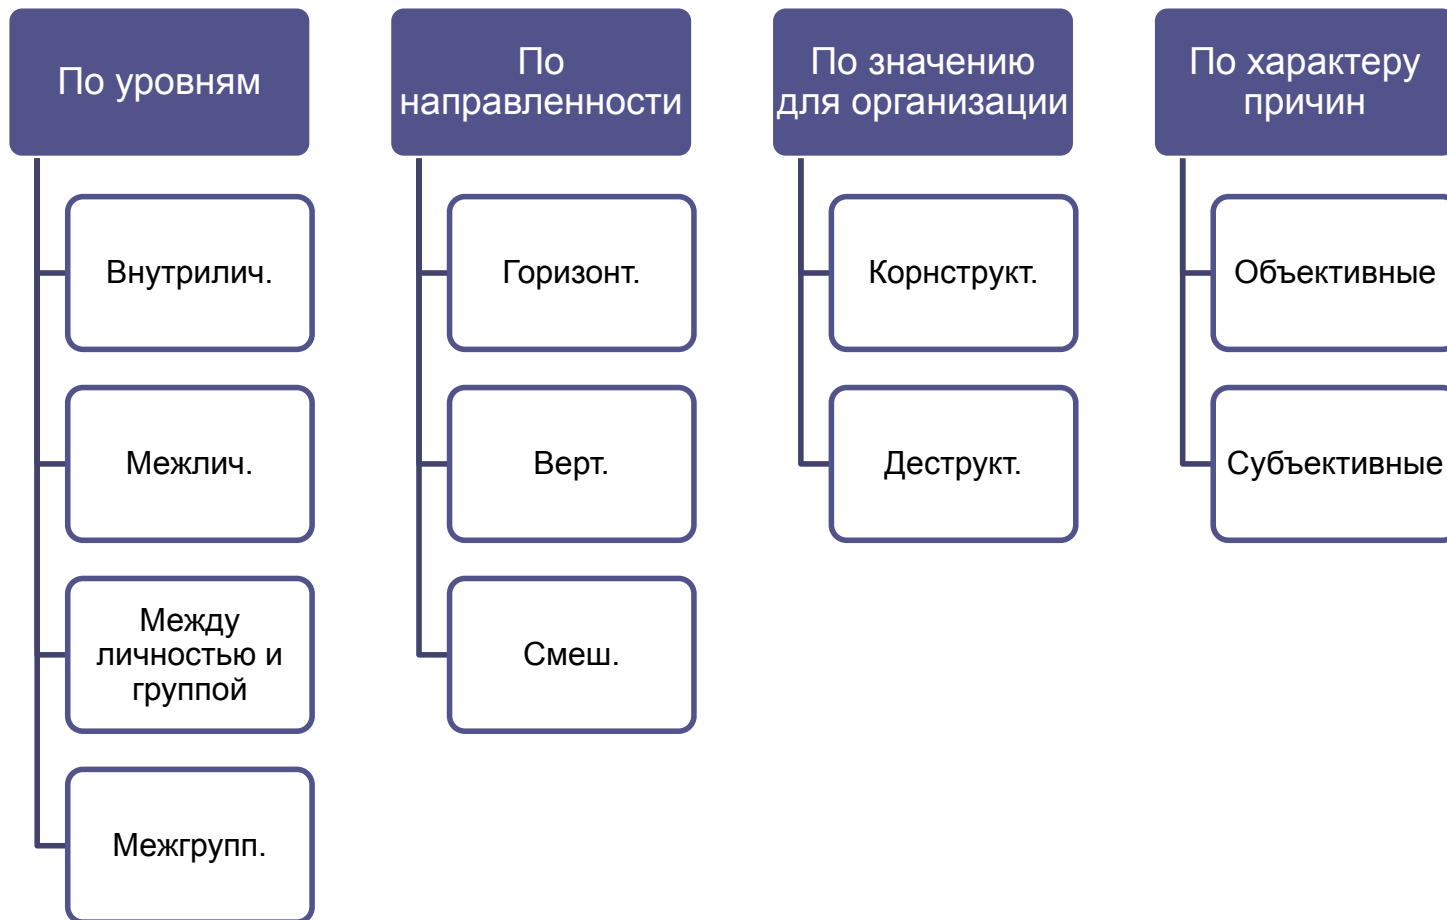 По уровням
Внутрилич.
Межлич.
Между
личностью и
группой
Межгрупп.
По
направленности
Горизонт.
Верт.
Смеш.
По значению
для организации
Корнструкт.
Деструкт.
По характеру
причин
Объективные
Субъективные